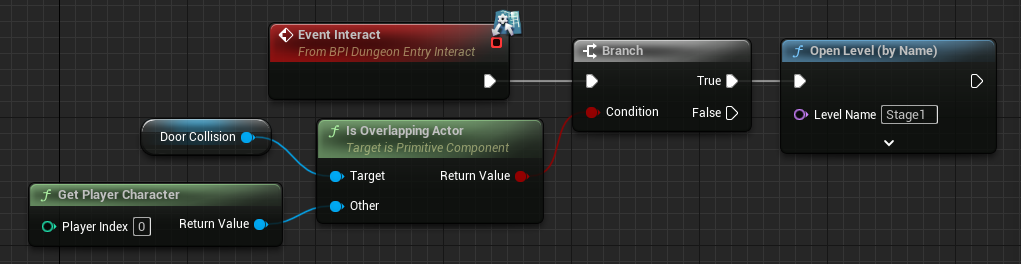 Event Interact
From BPI Dungeon Entry Interact
Branch
True
Condition
False
f Open Level (by Name)
Level Name Stage1
Door Collision
f Is Overlapping Actor
Target is Primitive Component
Target
Return Value
Other
f Get Player Character
Player Index 0
Return Value